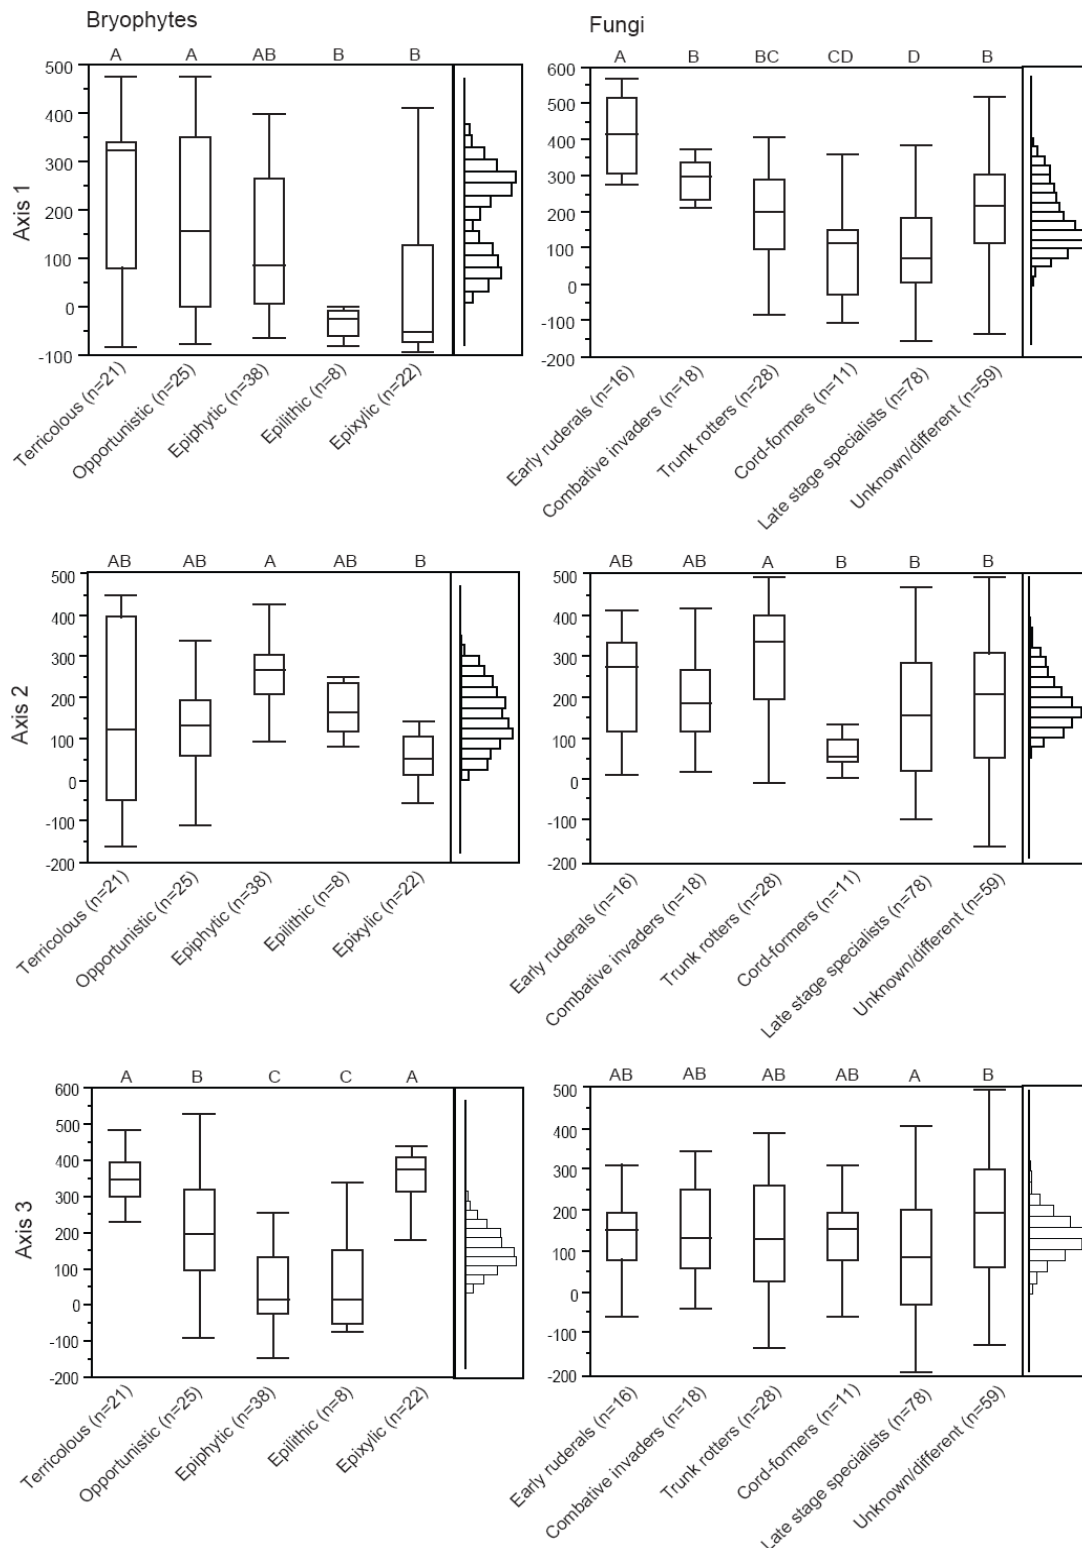 Bryophytes
Fungi
A A AB B B
A B BC CD D B
Axis 1
500
400
300
200
100
0
-100
600
500
400
300
200
100
0
-100
-200
Terricolous (n=21)
Opportunistic (n=25)
Epiphytic (n=38)
Epilithic (n=8)
Epixylic (n=22)
Early ruderals (n=16)
Combative invaders (n=18)
Trunk rotters (n=28)
Cord-formers (n=11)
Late stage specialists (n=78)
Unknown/different (n=59)
AB AB A AB B
AB AB A B B B
Axis 2
500
400
300
200
100
0
-100
-200
500
400
300
200
100
0
-100
-200
Terricolous (n=21)
Opportunistic (n=25)
Epiphytic (n=38)
Epilithic (n=8)
Epixylic (n=22)
Early ruderals (n=16)
Combative invaders (n=18)
Trunk rotters (n=28)
Cord-formers (n=11)
Late stage specialists (n=78)
Unknown/different (n=59)
A B C C A
AB AB AB AB A B
Axis 3
600
500
400
300
200
100
0
-100
-200
500
400
300
200
100
0
-100
-200
Terricolous (n=21)
Opportunistic (n=25)
Epiphytic (n=38)
Epilithic (n=8)
Epixylic (n=22)
Early ruderals (n=16)
Combative invaders (n=18)
Trunk rotters (n=28)
Cord-formers (n=11)
Late stage specialists (n=78)
Unknown/different (n=59)